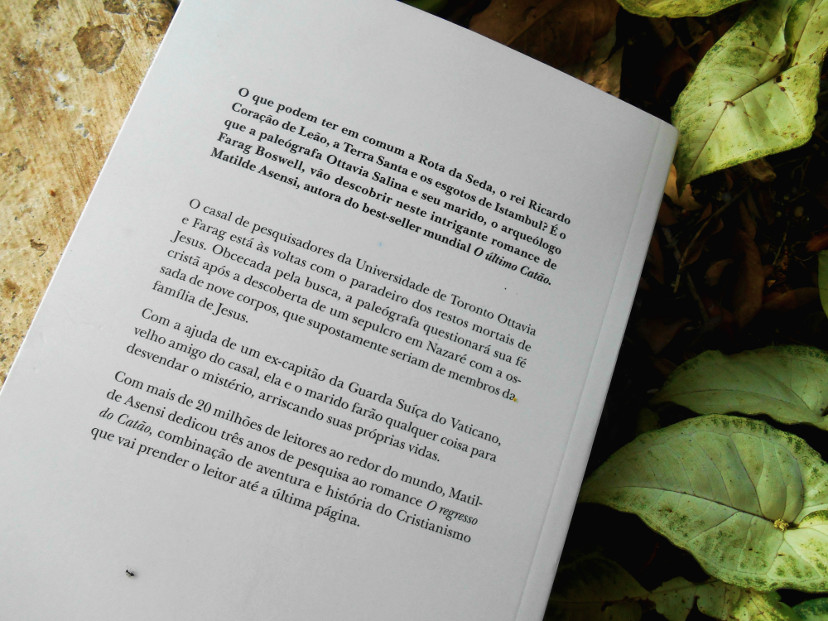 O que podem ter em comum a Rota da Seda, o rei Ricardo
Coração de Leão, a Terra Santa e os esgotos de Istambul? É o
que a paleógrafa Ottavia Salina e seu marido, o arqueólogo
Farag Boswell, vão descobrir neste intrigante romance de
Matilde Asensi, autora do best-seller mundial O último Catão.
O casal de pesquisadores da Universidade de Toronto Ottavia
e Farag está às voltas com o paradeiro dos restos mortais de
Jesus. Obcecada pela busca, a paleógrafa questionará sua fé
cristã após a descoberta de um sepulcro em Nazaré com a os-
sada de nove corpos, que supostamente seriam de membros da
família de Jesus.
Com a ajuda de um ex-capitão da Guarda Suíça do Vaticano,
velho amigo do casal, ela e o marido farão qualquer coisa para
desvendar o mistério, arriscando suas próprias vidas.
Com mais de 20 milhões de leitores ao redor do mundo, Matil-
de Asensi dedicou três anos de pesquisa ao romance O regresso
do Catão, combinação de aventura e história do Cristianismo
que vai prender o leitor até a última página.